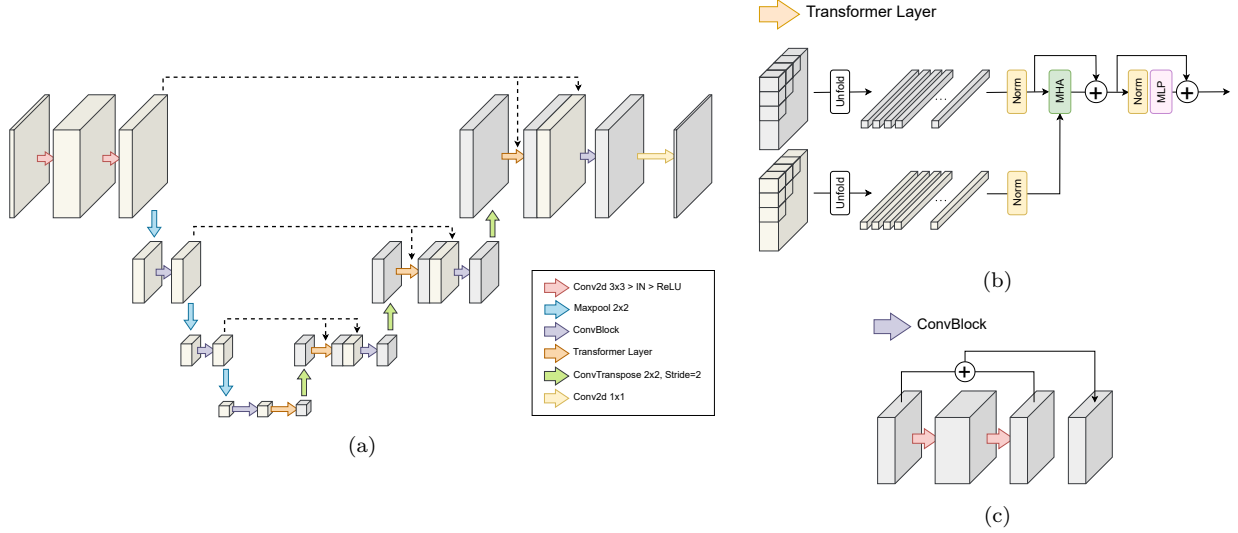 Transformer Layer
Unfold
...
Norm
MHA
+
Norm
MLP
+
Unfold
...
Norm
(b)
Conv2d 3x3 > IN > ReLU
Maxpool 2x2
ConvBlock
Transformer Layer
ConvTranspose 2x2, Stride=2
Conv2d 1x1
(a)
ConvBlock
+
(c)